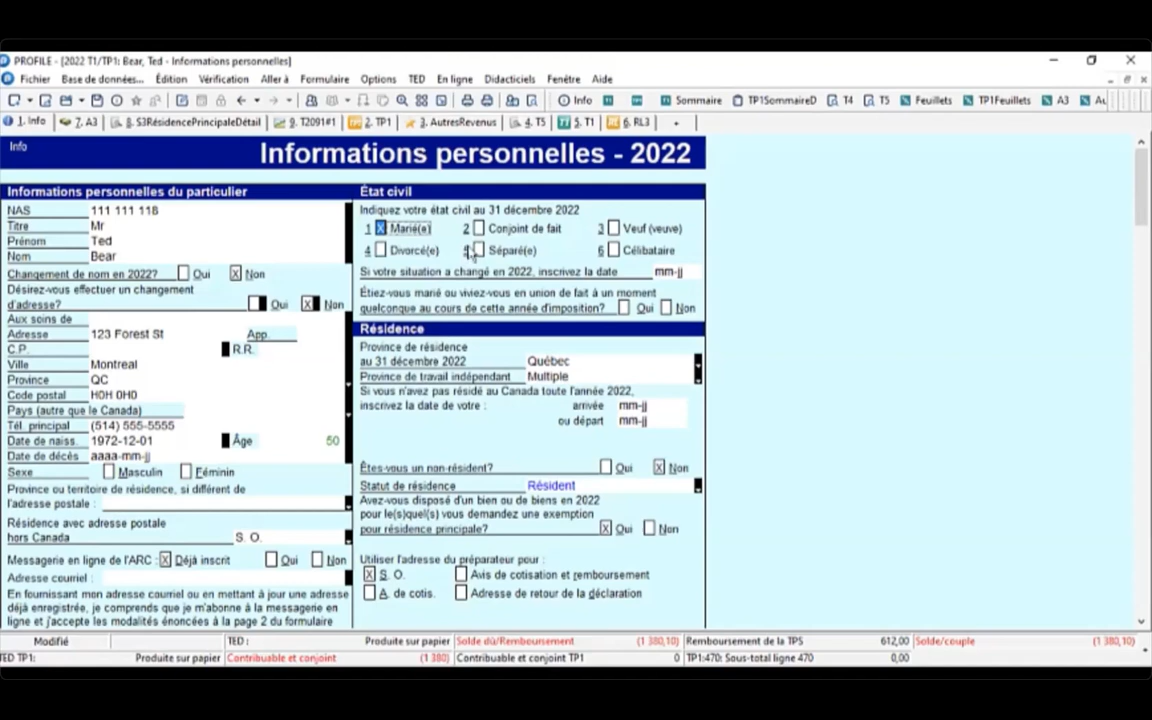 PROFILE - [2022 T1/TP1: Bear, Ted - Informations personnelles]
Fichier Base de données... Édition Vérification Aller à Formulaire Options TED En ligne Didacticiels Fenêtre Aide
Info Sommaire TP1SommaireD T4 T5 Feuillets TP1Feuillets A3
1. Info 7. A3 8. S3RésidencePrincipaleDétail 9. T2091#1 2. TP1 3. AutresRevenus 4. T5 5. T1 6. RL3
Info
Informations personnelles - 2022
Informations personnelles du particulier
NAS 111 111 118
Titre Mr
Prénom Ted
Nom Bear
Changement de nom en 2022? Oui X Non
Désirez-vous effectuer un changement
d'adresse? Oui X Non
Aux soins de
Adresse 123 Forest St App.
C.P. R.R.
Ville Montreal
Province QC
Code postal H0H 0H0
Pays (autre que le Canada)
Tél. principal (514) 555-5555
Date de naiss. 1972-12-01 Âge 50
Date de décès aaaa-mm-jj
Sexe Masculin Féminin
Province ou territoire de résidence, si différent de
l'adresse postale :
Résidence avec adresse postale
hors Canada S. O.
Messagerie en ligne de l'ARC : X Déjà inscrit Oui Non
Adresse courriel :
En fournissant mon adresse courriel ou en mettant à jour une adresse
déjà enregistrée, je comprends que je m'abonne à la messagerie en
ligne et j'accepte les modalités énoncées à la page 2 du formulaire
État civil
Indiquez votre état civil au 31 décembre 2022
1 X Marié(e) 2 Conjoint de fait 3 Veuf (veuve)
4 Divorcé(e) Séparé(e) 6 Célibataire
Si votre situation a changé en 2022, inscrivez la date mm-jj
Étiez-vous marié ou viviez-vous en union de fait à un moment
quelconque au cours de cette année d'imposition? Oui Non
Résidence
Province de résidence
au 31 décembre 2022 Québec
Province de travail indépendant Multiple
Si vous n'avez pas résidé au Canada toute l'année 2022,
inscrivez la date de votre : arrivée mm-jj
ou départ mm-jj
Êtes-vous un non-résident? Oui X Non
Statut de résidence Résident
Avez-vous disposé d'un bien ou de biens en 2022
pour le(s)quel(s) vous demandez une exemption
pour résidence principale? X Oui Non
Utiliser l'adresse du préparateur pour :
X S. O. Avis de cotisation et remboursement
A. de cotis. Adresse de retour de la déclaration
Modifié TED : Produite sur papier Solde dû/Remboursement (1 380,10) Remboursement de la TPS 612,00 Solde/couple (1 380,10)
TED TP1: Produite sur papier Contribuable et conjoint (1 380) Contribuable et conjoint TP1 0 TP1:470: Sous-total ligne 470 0,00